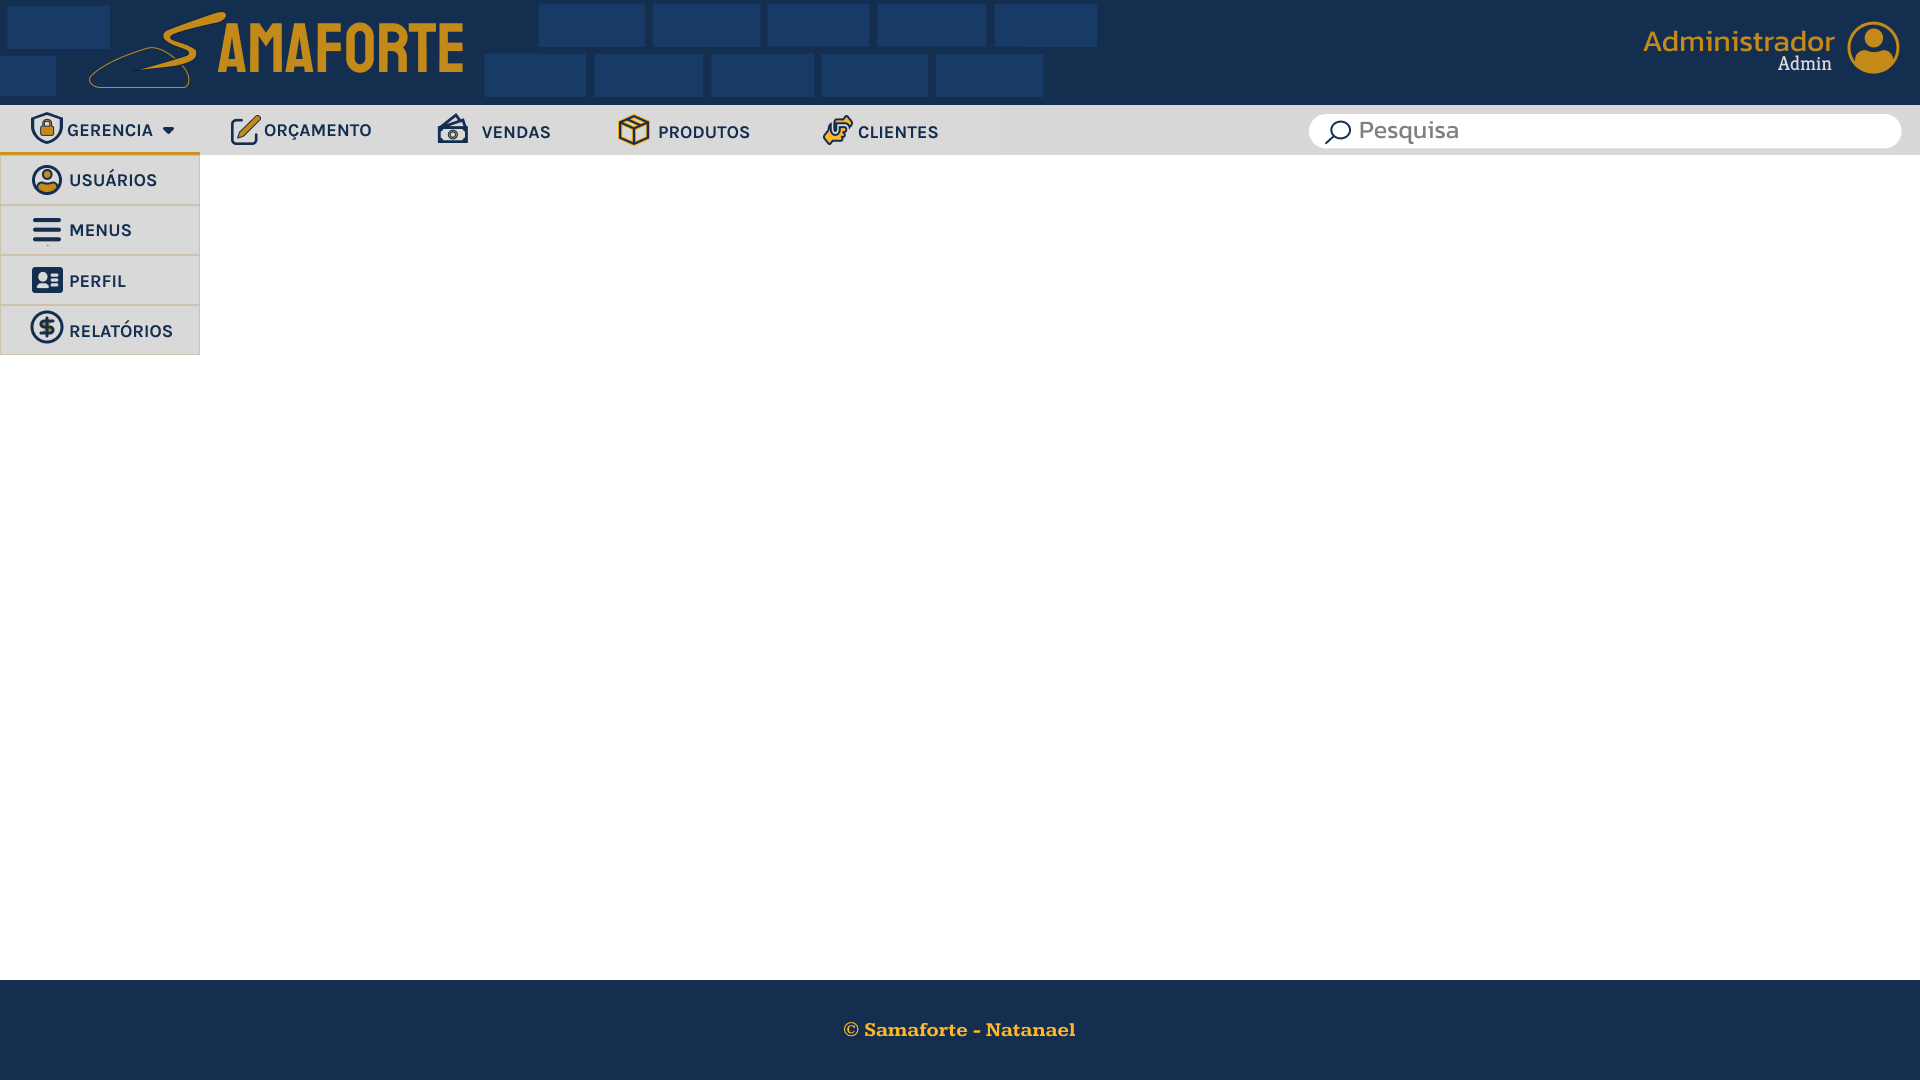 SAMAFORTE
Administrador
Admin
GERENCIA
ORÇAMENTO
VENDAS
PRODUTOS
CLIENTES
Pesquisa
USUÁRIOS
MENUS
PERFIL
RELATÓRIOS
© Samaforte - Natanael